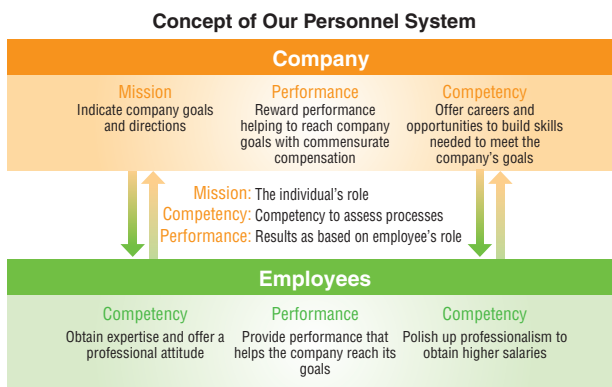 Concept of Our Personnel System
Company
Mission
Indicate company goals
and directions
Performance
Reward performance
helping to reach company
goals with commensurate
compensation
Competency
Offer careers and
opportunities to build skills
needed to meet the
company's goals
Mission: The individual's role
Competency: Competency to assess processes
Performance: Results as based on employee's role
Employees
Competency
Obtain expertise and offer a
professional attitude
Performance
Provide performance that
helps the company reach its
goals
Competency
Polish up professionalism to
obtain higher salaries